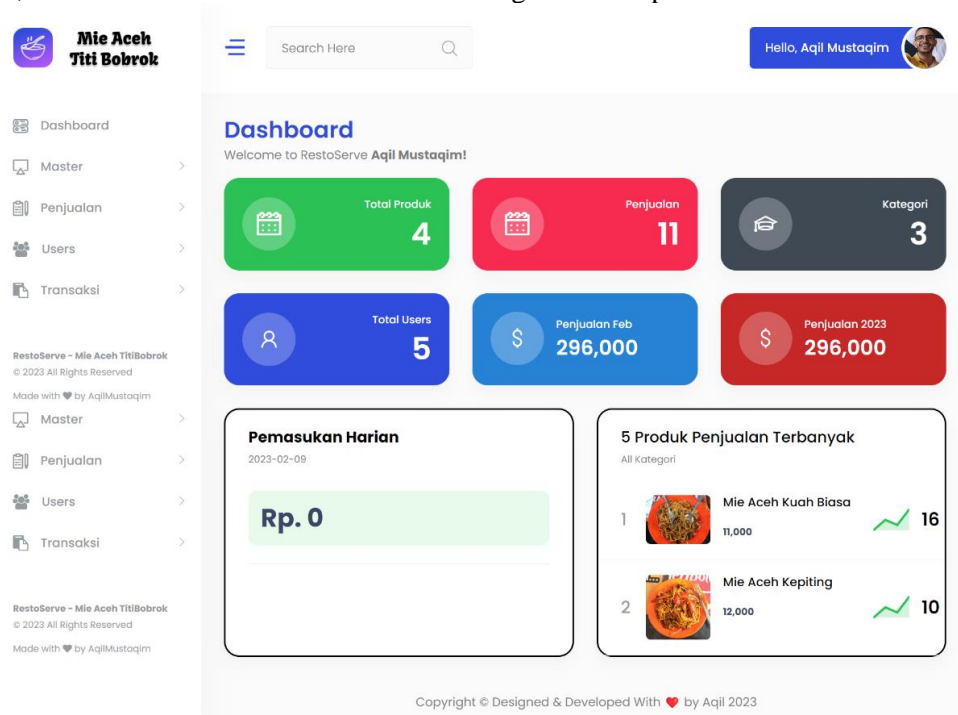 Mie Aceh
Titi Bobrok
Search Here
Hello, Aqil Mustaqim
Dashboard
Master
Penjualan
Users
Transaksi
RestoServe - Mie Aceh TitiBobrok
© 2023 All Rights Reserved
Made with ♥ by AqilMustaqim
Master
Penjualan
Users
Transaksi
RestoServe - Mie Aceh TitiBobrok
© 2023 All Rights Reserved
Made with ♥ by AqilMustaqim
Dashboard
Welcome to RestoServe Aqil Mustaqim!
Total Produk
4
Penjualan
11
Kategori
3
Total Users
5
Penjualan Feb
296,000
Penjualan 2023
296,000
Pemasukan Harian
2023-02-09
Rp. 0
5 Produk Penjualan Terbanyak
All Kategori
1
Mie Aceh Kuah Biasa
11,000
16
2
Mie Aceh Kepiting
12,000
10
Copyright © Designed & Developed With ❤ by Aqil 2023